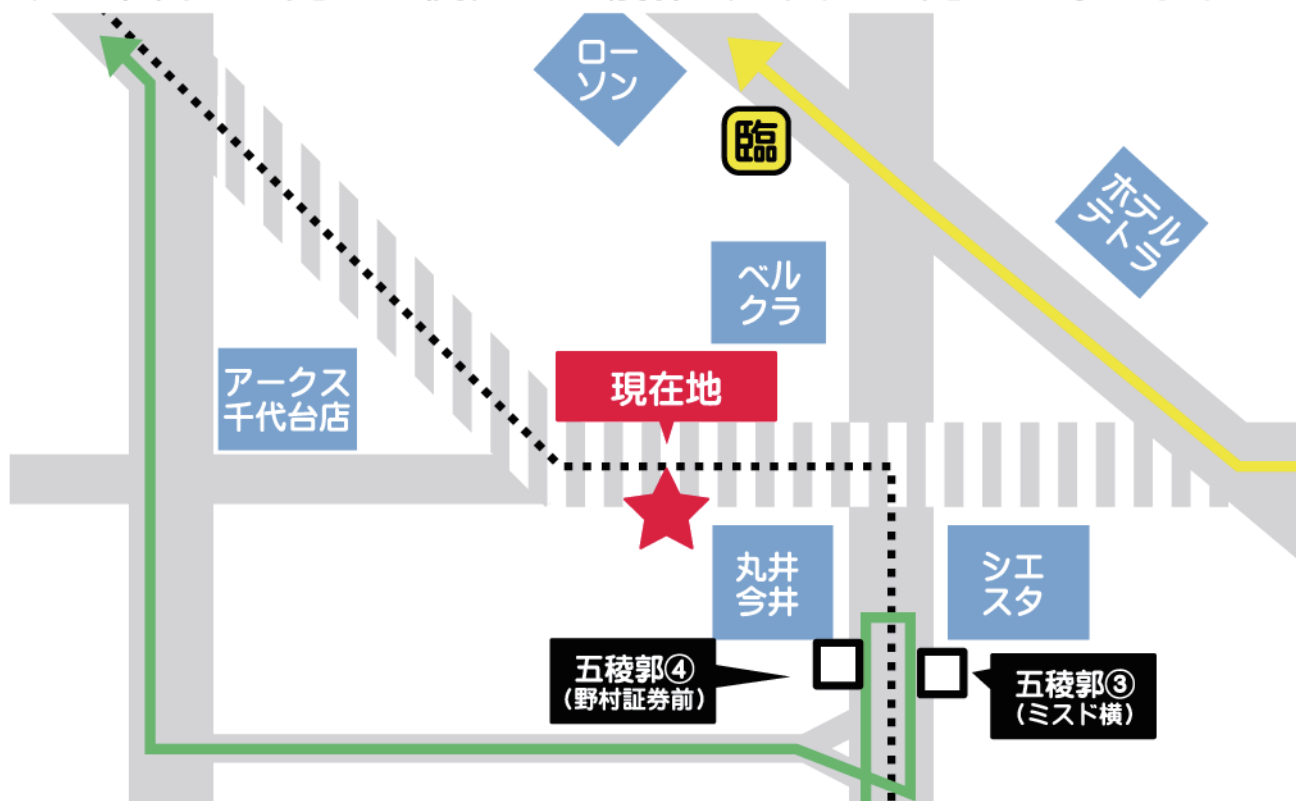 ロー
ソン
臨
ホテル
テトラ
ベル
クラ
アークス
千代台店
現在地
丸井
今井
シエ
スタ
五稜郭④
(野村証券前)
五稜郭③
(ミスド横)